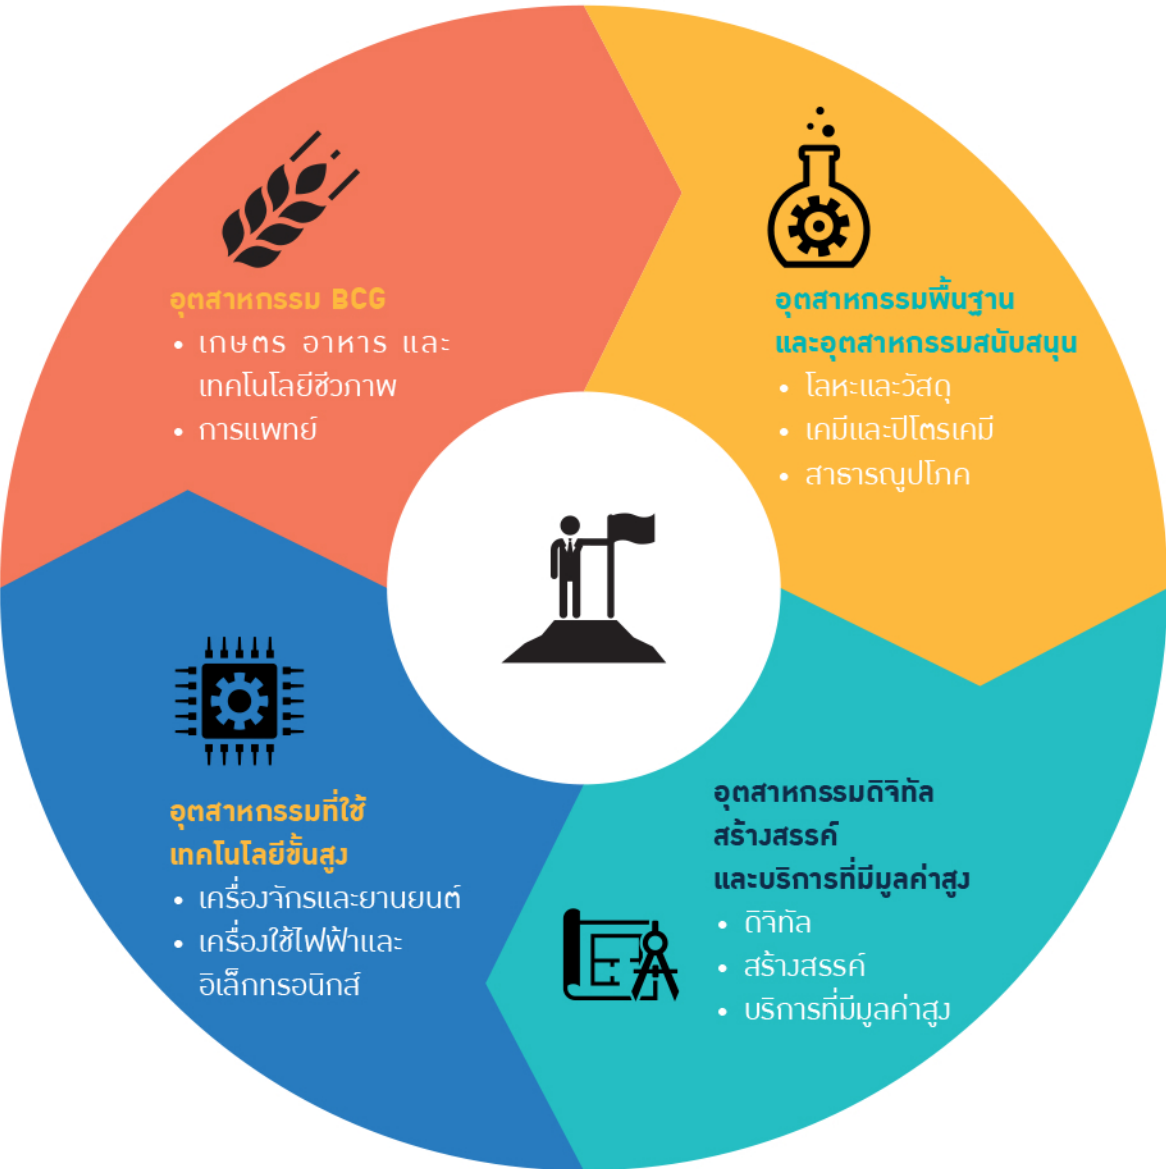 อุตสาหกรรม BCG
• เกษตร อาหาร และ
เทคโนโลยีชีวภาพ
• การแพทย์
อุตสาหกรรมพื้นฐาน
และอุตสาหกรรมสนับสนุน
• โลหะและวัสดุ
• เคมีและปิโตรเคมี
• สาธารณูปโภค
อุตสาหกรรมดิจิทัล
สร้างสรรค์
และบริการที่มีมูลค่าสูง
• ดิจิทัล
• สร้างสรรค์
• บริการที่มีมูลค่าสูง
อุตสาหกรรมที่ใช้
เทคโนโลยีขั้นสูง
• เครื่องจักรและยานยนต์
• เครื่องใช้ไฟฟ้าและ
อิเล็กทรอนิกส์